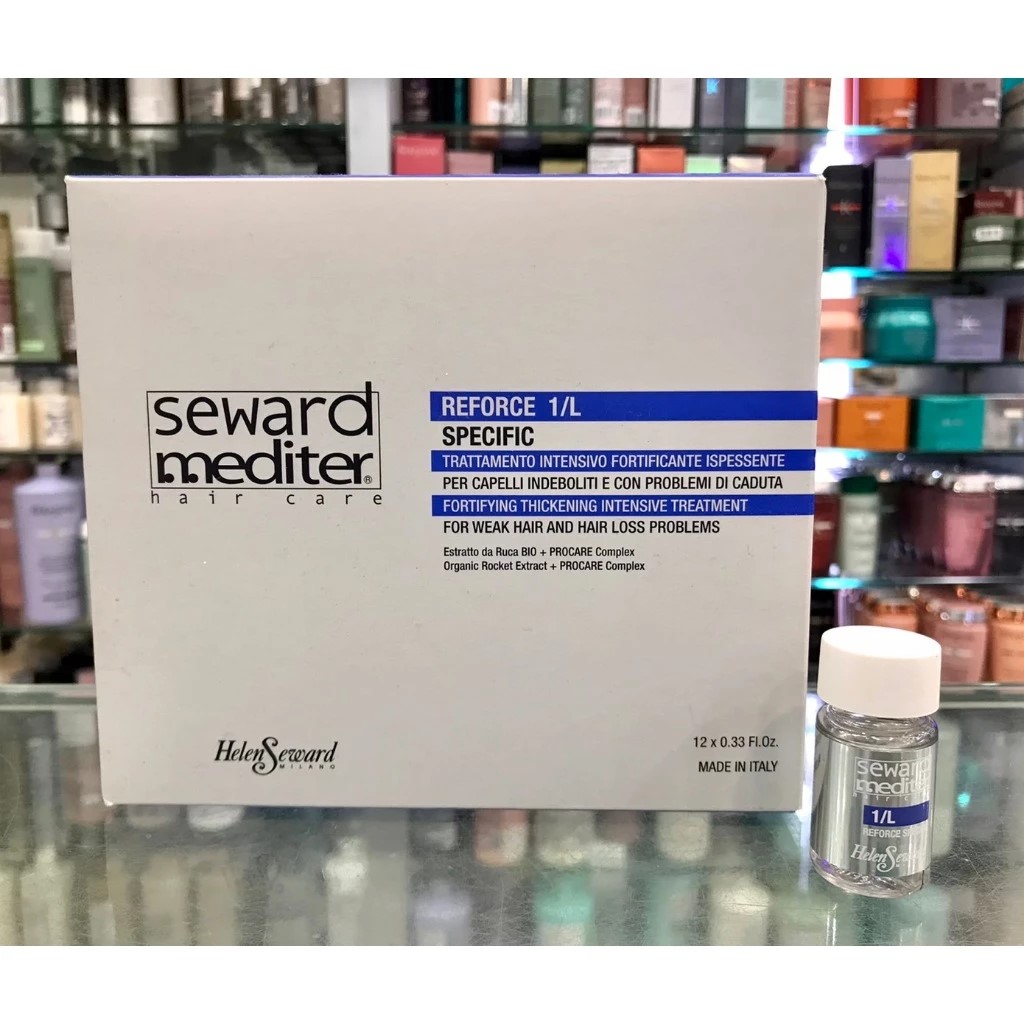 seward
mediter®
hair care
REFORCE 1/L
SPECIFIC
TRATTAMENTO INTENSIVO FORTIFICANTE ISPESSENTE
PER CAPELLI INDEBOLITI E CON PROBLEMI DI CADUTA
FORTIFYING THICKENING INTENSIVE TREATMENT
FOR WEAK HAIR AND HAIR LOSS PROBLEMS
Estratto da Ruca BIO + PROCARE Complex
Organic Rocket Extract + PROCARE Complex
HelenSeward
MILANO
12 x 0.33 Fl.Oz.
MADE IN ITALY
seward
mediter
hair
1/L
REFORCE
Helen Seward